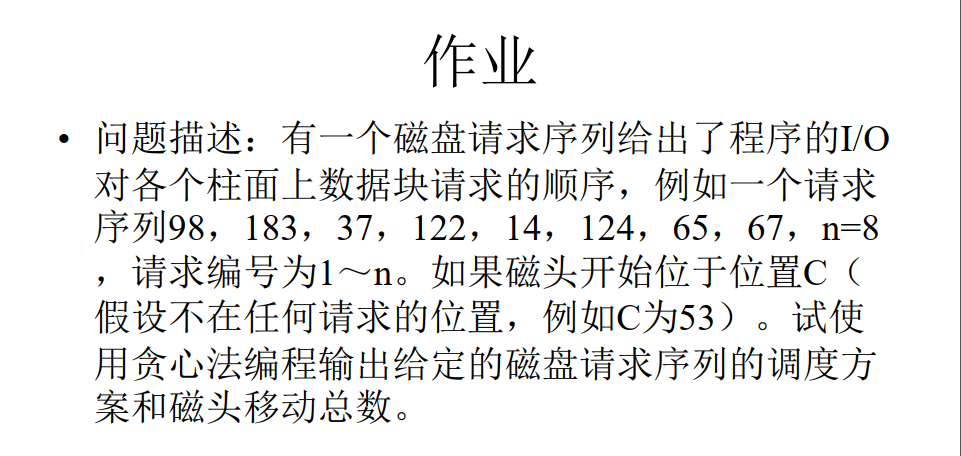 作业
• 问题描述：有一个磁盘请求序列给出了程序的I/O
对各个柱面上数据块请求的顺序，例如一个请求
序列98，183，37，122，14，124，65，67，n=8
，请求编号为1～n。如果磁头开始位于位置C（
假设不在任何请求的位置，例如C为53）。试使
用贪心法编程输出给定的磁盘请求序列的调度方
案和磁头移动总数。